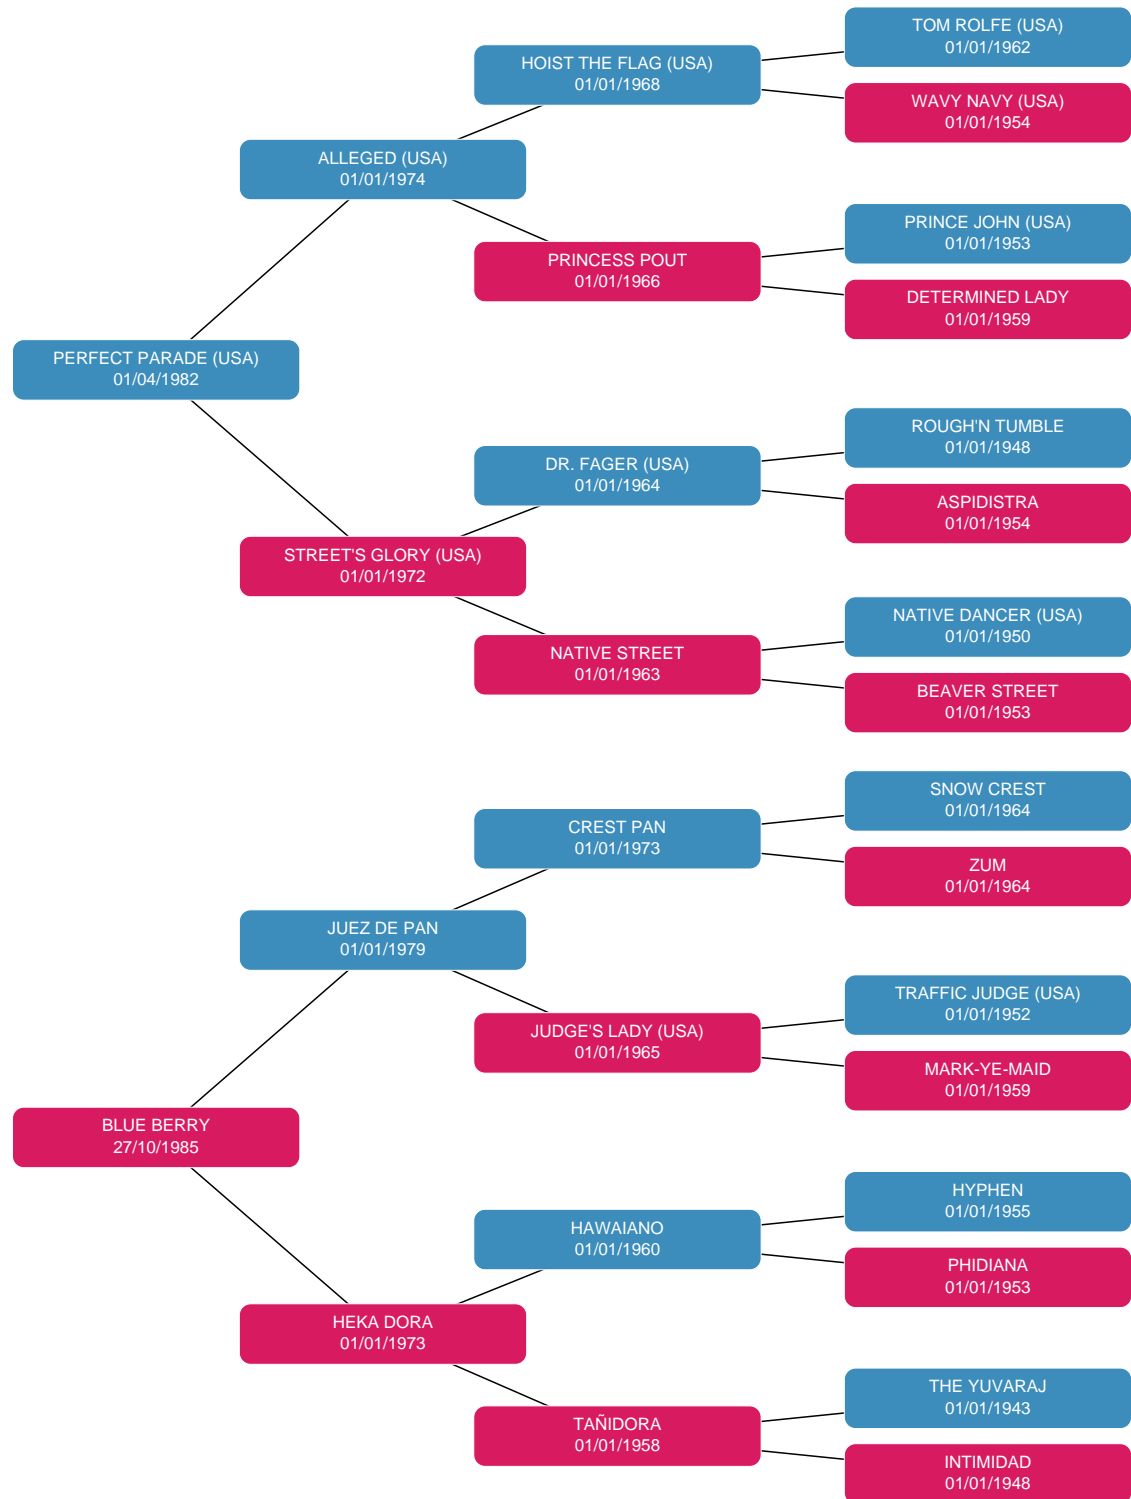 TOM ROLFE (USA)
01/01/1962
HOIST THE FLAG (USA)
01/01/1968
WAVY NAVY (USA)
01/01/1954
ALLEGED (USA)
01/01/1974
PRINCE JOHN (USA)
01/01/1953
PRINCESS POUT
01/01/1966
DETERMINED LADY
01/01/1959
PERFECT PARADE (USA)
01/04/1982
ROUGH'N TUMBLE
01/01/1948
DR. FAGER (USA)
01/01/1964
ASPIDISTRA
01/01/1954
STREET'S GLORY (USA)
01/01/1972
NATIVE DANCER (USA)
01/01/1950
NATIVE STREET
01/01/1963
BEAVER STREET
01/01/1953
SNOW CREST
01/01/1964
CREST PAN
01/01/1973
ZUM
01/01/1964
JUEZ DE PAN
01/01/1979
TRAFFIC JUDGE (USA)
01/01/1952
JUDGE'S LADY (USA)
01/01/1965
MARK-YE-MAID
01/01/1959
BLUE BERRY
27/10/1985
HYPHEN
01/01/1955
HAWAIANO
01/01/1960
PHIDIANA
01/01/1953
HEKA DORA
01/01/1973
THE YUVARAJ
01/01/1943
TAÑIDORA
01/01/1958
INTIMIDAD
01/01/1948